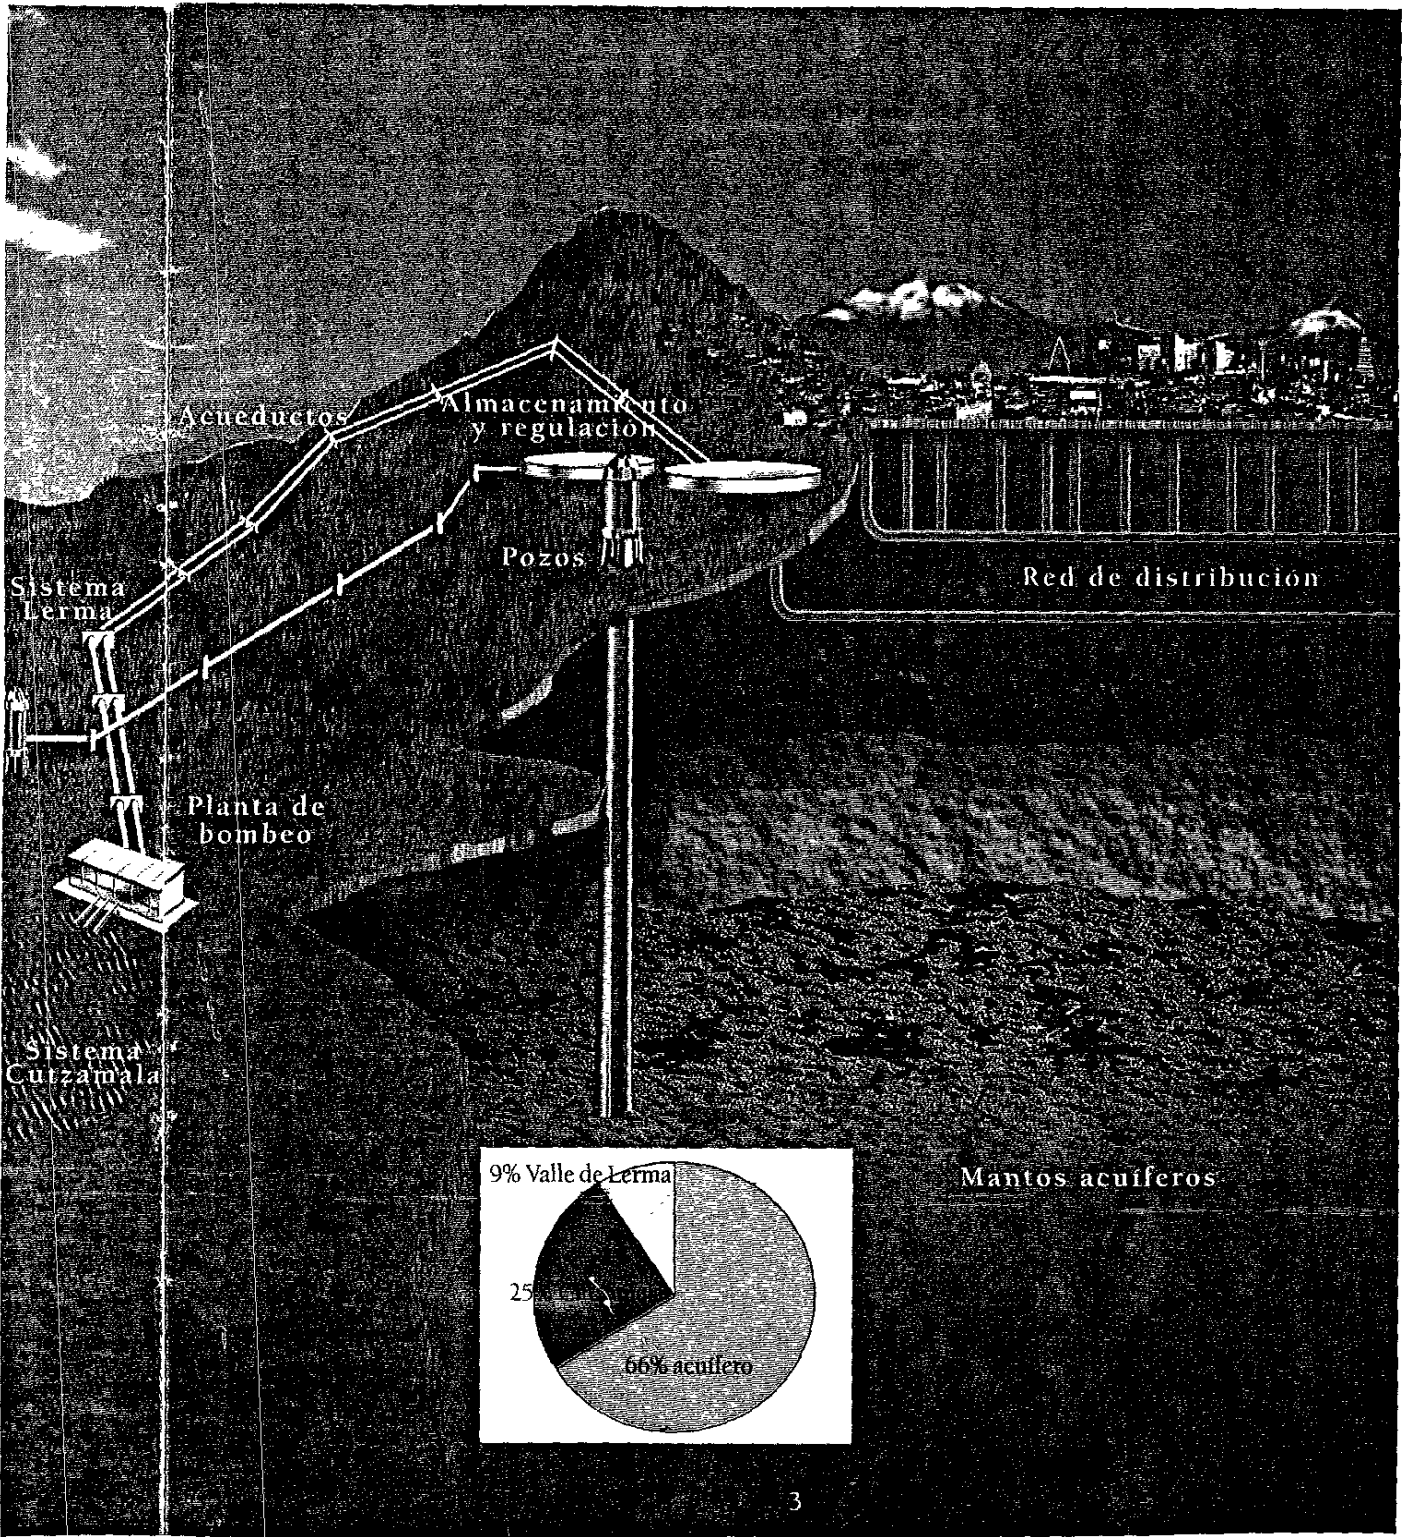 Acueductos
Almacenamiento
y regulación
Pozos
Red de distribución
Sistema
Lerma
Planta de
bombeo
Sistema
Cutzamala
Mantos acuíferos
9% Valle de Lerma
25%
66% acuífero
3